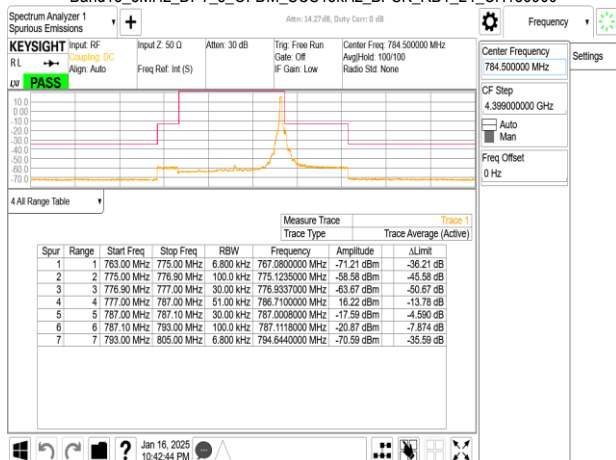 Spectrum Analyzer 1
Spurious Emissions
Attn: 14.27dB, Duty Corr: 0 dB
Frequency
Settings
KEYSIGHT
RL
LXI
PASS
Input: RF
Coupling: DC
Align: Auto
Input Z: 50 Ω
Freq Ref: Int (S)
Atten: 30 dB
Trig: Free Run
Gate: Off
IF Gain: Low
Center Freq: 784.500000 MHz
Avg|Hold: 100/100
Radio Std: None
Center Frequency
784.500000 MHz
CF Step
4.399000000 GHz
Auto
Man
Freq Offset
0 Hz
10.0
0.00
-10.0
-20.0
-30.0
-40.0
-50.0
-60.0
-70.0
4 All Range Table
Measure Trace Trace 1
Trace Type Trace Average (Active)
Spur Range Start Freq Stop Freq RBW Frequency Amplitude ΔLimit
1 1 763.00 MHz 775.00 MHz 6.800 kHz 767.0800000 MHz -71.21 dBm -36.21 dB
2 2 775.00 MHz 776.90 MHz 100.0 kHz 775.1235000 MHz -58.58 dBm -45.58 dB
3 3 776.90 MHz 777.00 MHz 30.00 kHz 776.9337000 MHz -63.67 dBm -50.67 dB
4 4 777.00 MHz 787.00 MHz 51.00 kHz 786.7100000 MHz 16.22 dBm -13.78 dB
5 5 787.00 MHz 787.10 MHz 30.00 kHz 787.0008000 MHz -17.59 dBm -4.590 dB
6 6 787.10 MHz 793.00 MHz 100.0 kHz 787.1118000 MHz -20.87 dBm -7.874 dB
7 7 793.00 MHz 805.00 MHz 6.800 kHz 794.6440000 MHz -70.59 dBm -35.59 dB
Jan 16, 2025
10:42:44 PM